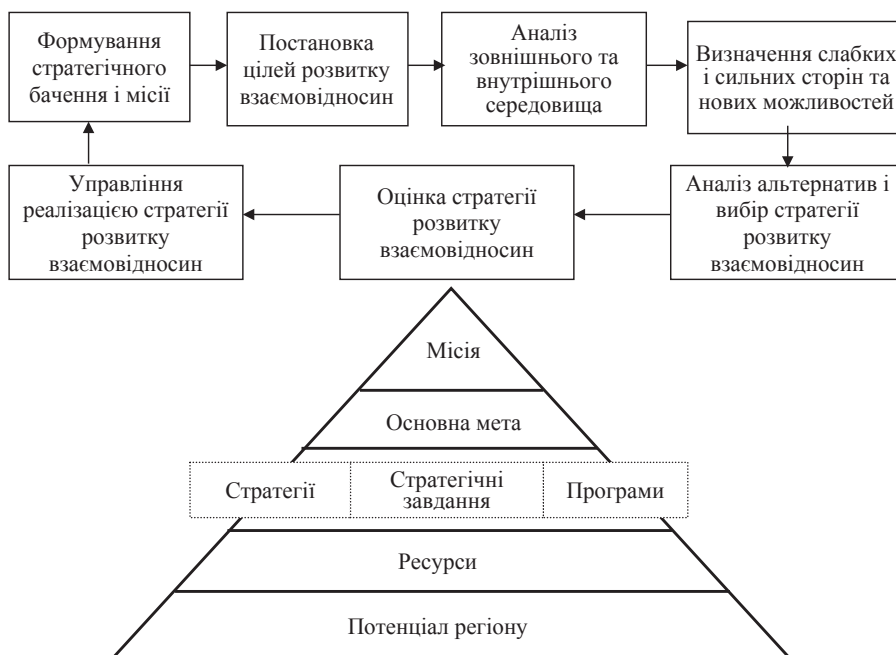 Формування
стратегічного
бачення і місії
Постановка
цілей розвитку
взаємовідносин
Аналіз
зовнішнього та
внутрішнього
середовища
Визначення слабких
і сильних сторін та
нових можливостей
Управління
реалізацією стратегії
розвитку
взаємовідносин
Оцінка стратегії
розвитку
взаємовідносин
Аналіз альтернатив і
вибір стратегії
розвитку
взаємовідносин
Місія
Основна мета
Стратегії
Стратегічні
завдання
Програми
Ресурси
Потенціал регіону